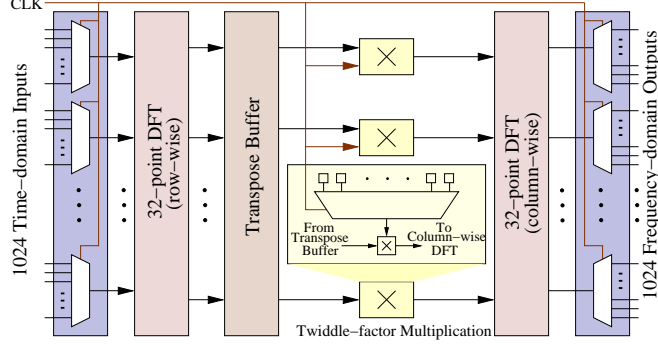 CLK
1024 Time-domain Inputs
32-point DFT
(row-wise)
Transpose Buffer
From
Transpose
Buffer
To
Column-wise
DFT
Twiddle-factor Multiplication
32-point DFT
(column-wise)
1024 Frequency-domain Outputs